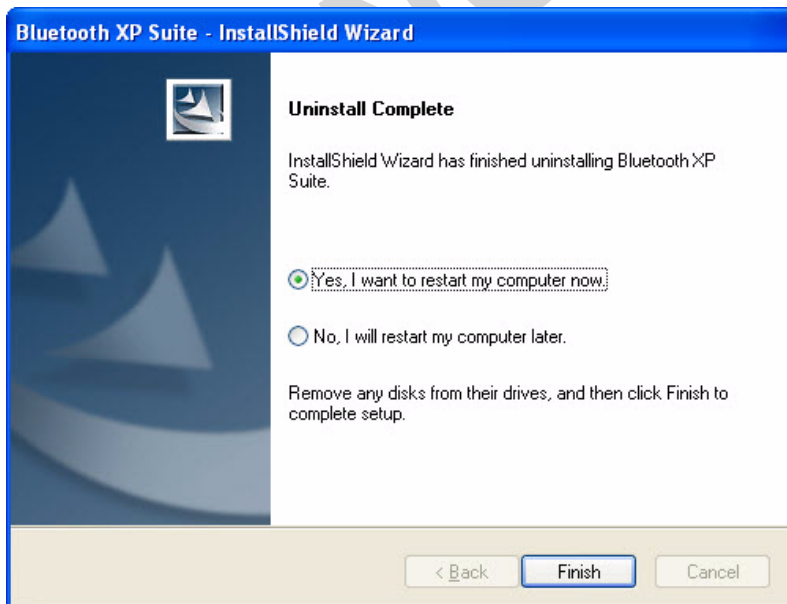 Bluetooth XP Suite - InstallShield Wizard
Uninstall Complete
InstallShield Wizard has finished uninstalling Bluetooth XP
Suite.
Yes, I want to restart my computer now.
No, I will restart my computer later.
Remove any disks from their drives, and then click Finish to
complete setup.
< Back Finish Cancel